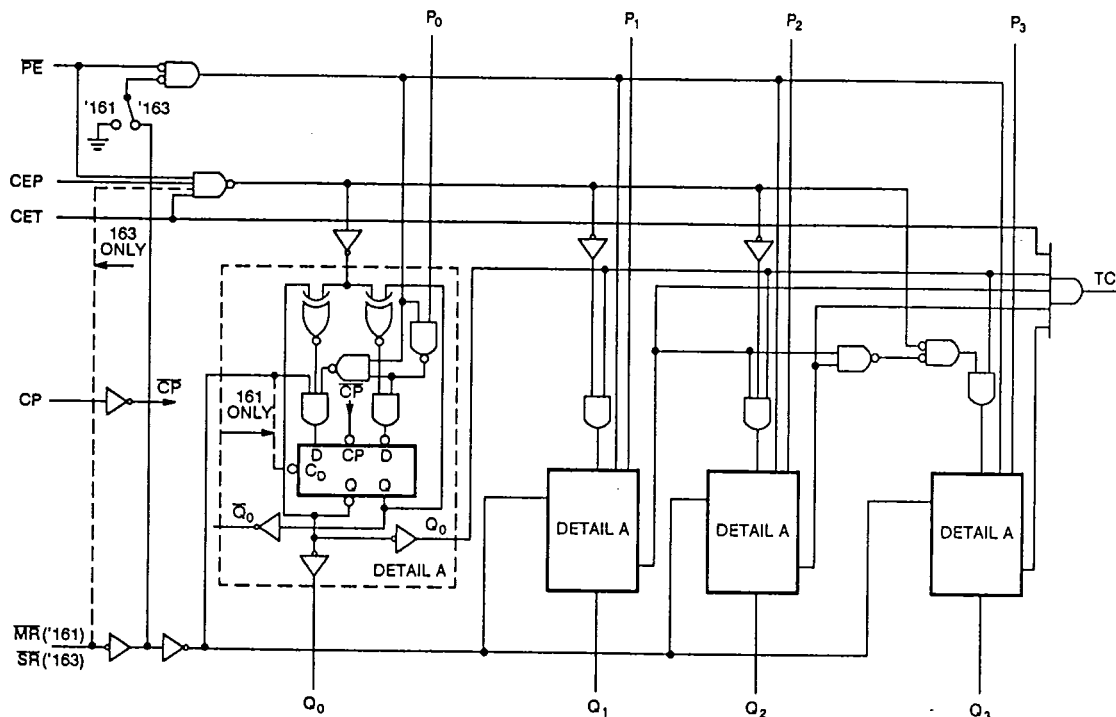 P0
P1
P2
P3
PE
'161
'163
CEP
CET
163
ONLY
TC
CP
CP
161
ONLY
CP
D
CP
D
CD
Q
Q
Q0
Q0
DETAIL A
DETAIL A
DETAIL A
DETAIL A
MR ('161)
SR ('163)
Q0
Q1
Q2
Q3